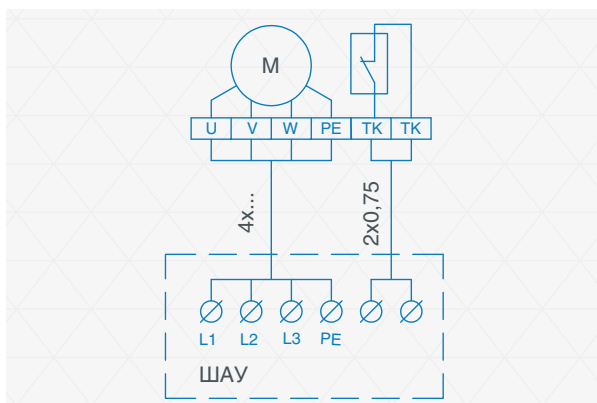 M
U V W PE TK TK
4x...
2x0,75
L1 L2 L3 PE
ШАУ